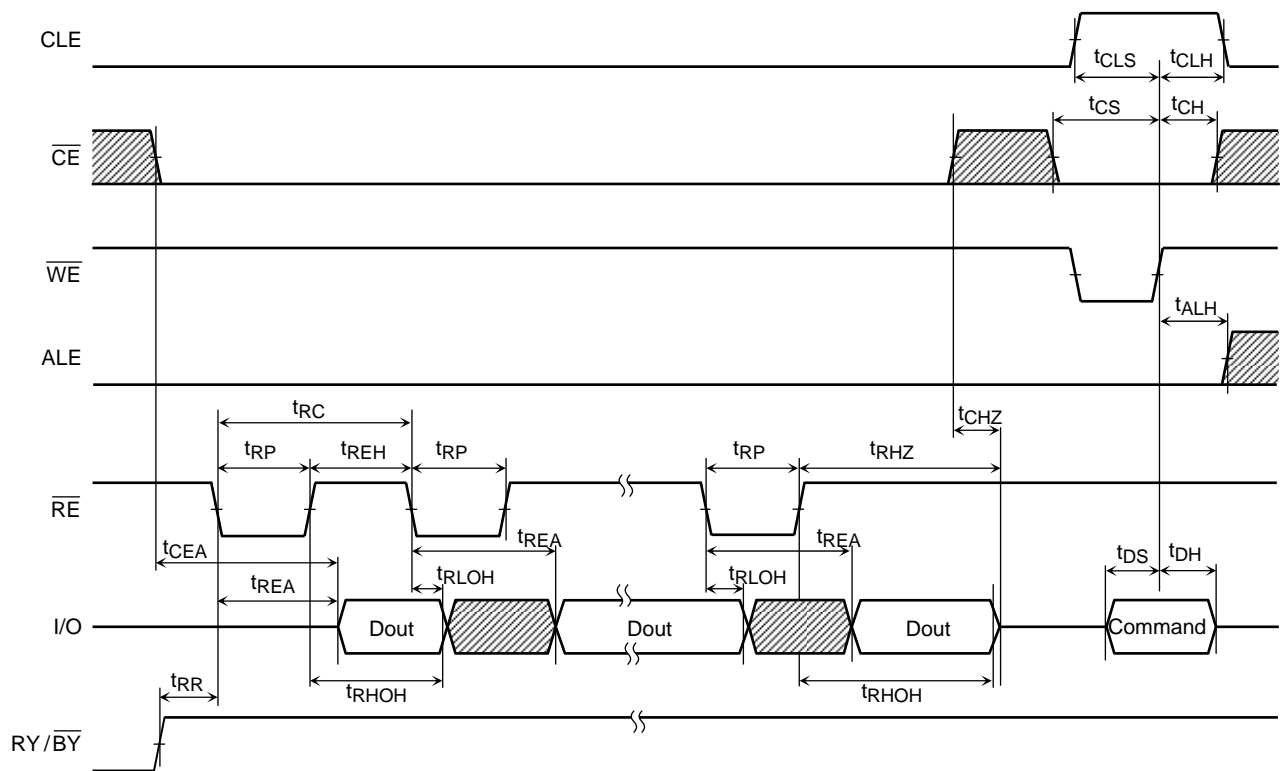 CLE
tCLS tCLH
tCS tCH
CE
WE
tALH
ALE
tRC
tCHZ
tRP tREH tRP tRP tRHZ
RE
tCEA tREA tREA
tREA tRLOH tRLOH tDS tDH
I/O Dout Dout Dout Command
tRR tRHOH tRHOH
RY/BY